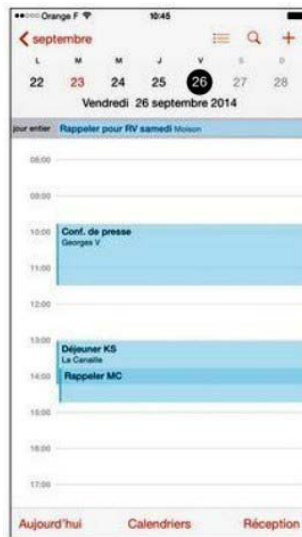 Orange F 10:45
septembre
L M M J V S D
22 23 24 25 26 27 28
Vendredi 26 septembre 2014
jour entier Rappeler pour RV samedi Moison
08:00
09:00
10:00 Conf. de presse
Georges V
11:00
12:00
13:00
Déjeuner KS
La Canaille
14:00 Rappeler MC
15:00
16:00
17:00
Aujourd'hui Calendriers Réception